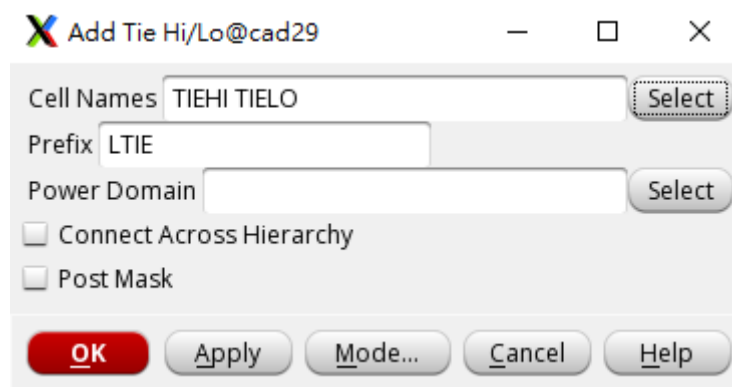 Add Tie Hi/Lo@cad29
Cell Names TIEHI TIELO Select
Prefix LTIE
Power Domain Select
Connect Across Hierarchy
Post Mask
OK Apply Mode... Cancel Help